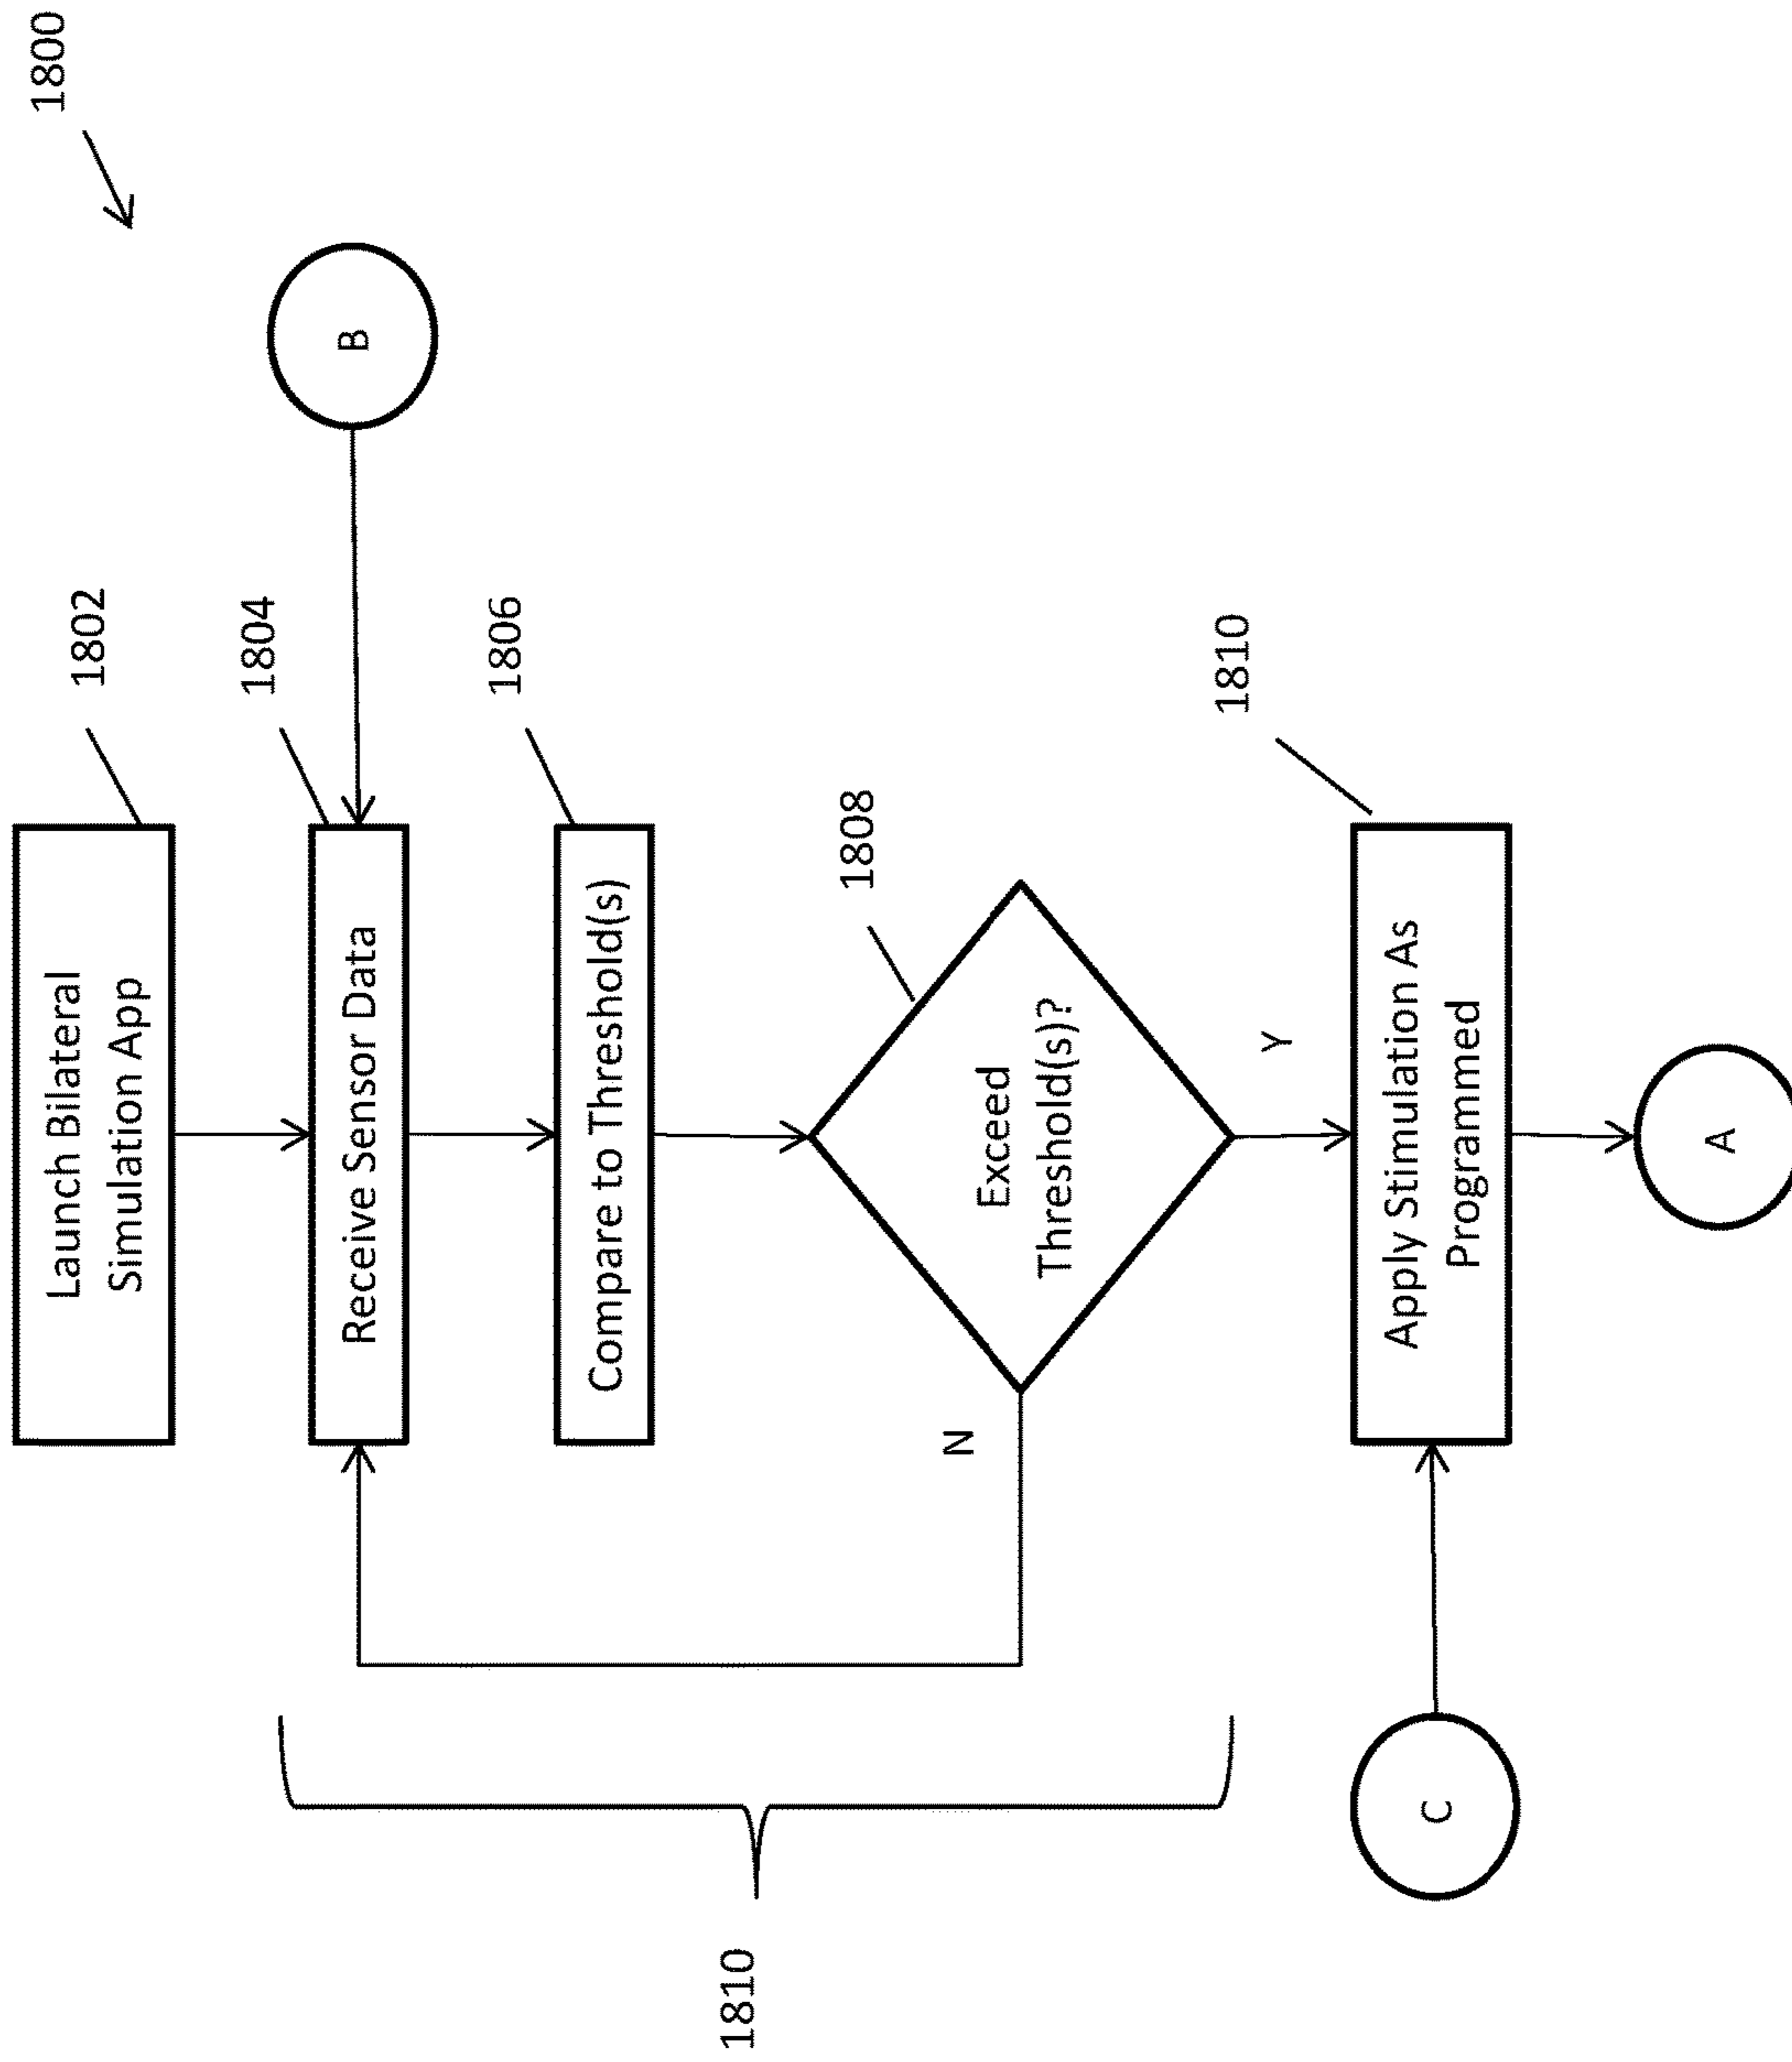 1800
Launch Bilateral
Simulation App
1802
Receive Sensor Data
1804
B
Compare to Threshold(s)
1806
Exceed
Threshold(s)?
1808
N
Y
1810
Apply Stimulation As
Programmed
1810
C
A